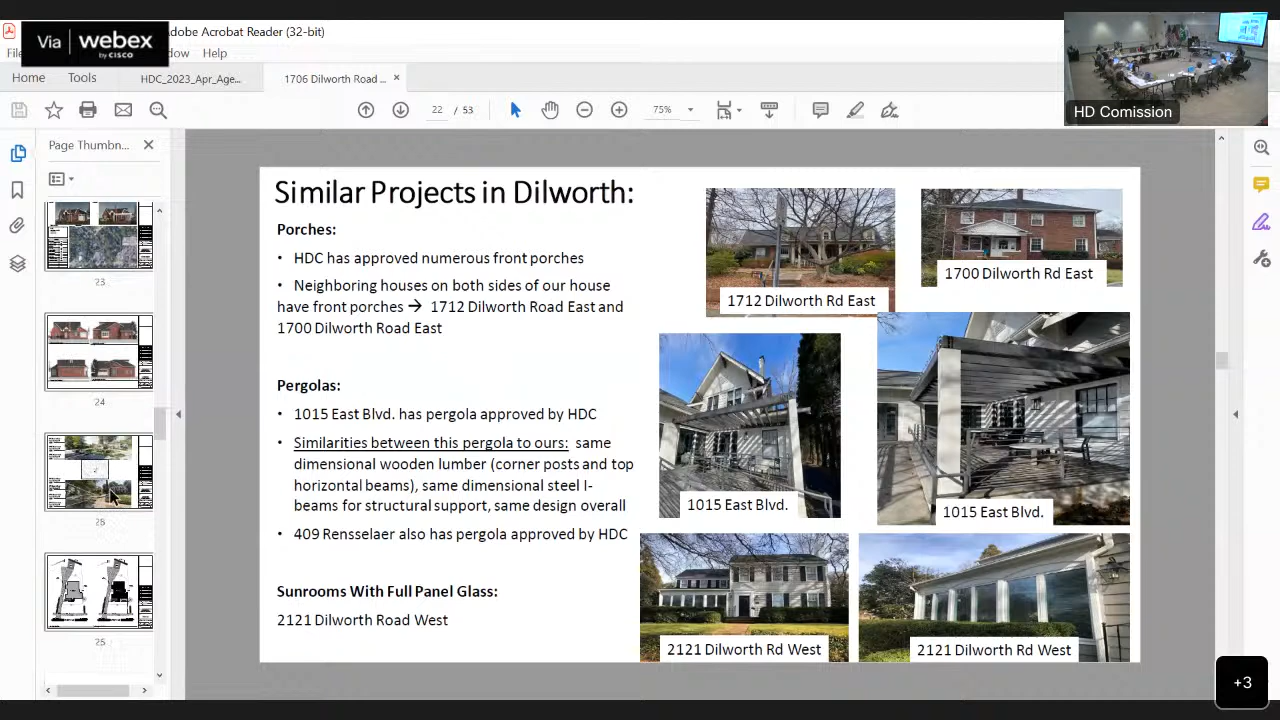 Via webex
by CISCO
Adobe Acrobat Reader (32-bit)
Help
HD Comission
Home Tools HDC_2023_Apr_Age... 1706 Dilworth Road ... ×
22 / 53 75%
Page Thumbn...
23
24
25
Similar Projects in Dilworth:
Porches:
• HDC has approved numerous front porches
• Neighboring houses on both sides of our house
have front porches → 1712 Dilworth Road East and
1700 Dilworth Road East
Pergolas:
• 1015 East Blvd. has pergola approved by HDC
• Similarities between this pergola to ours: same
dimensional wooden lumber (corner posts and top
horizontal beams), same dimensional steel I-
beams for structural support, same design overall
• 409 Rensselaer also has pergola approved by HDC
Sunrooms With Full Panel Glass:
2121 Dilworth Road West
1712 Dilworth Rd East
1700 Dilworth Rd East
1015 East Blvd.
1015 East Blvd.
2121 Dilworth Rd West
2121 Dilworth Rd West
+3